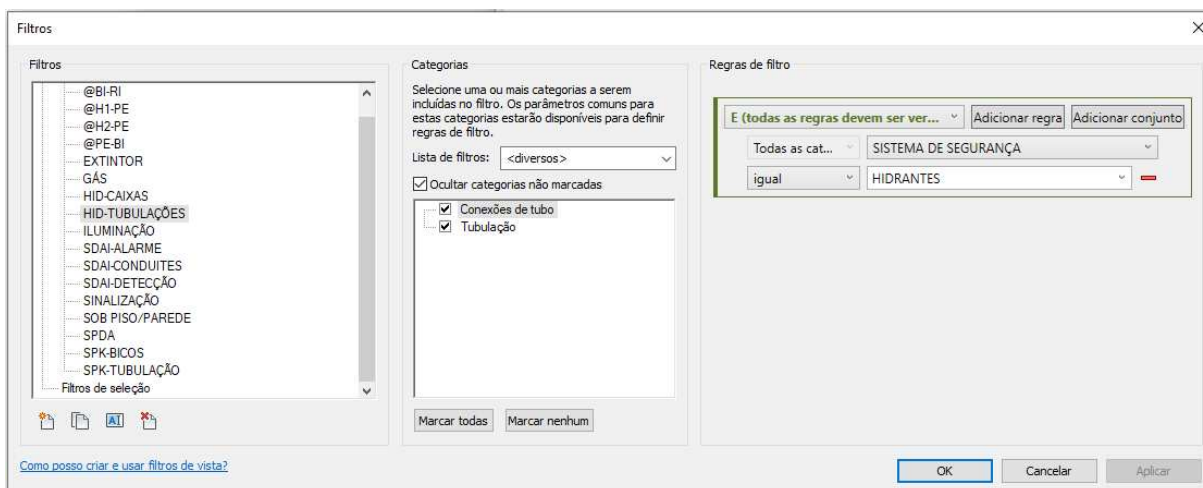 Filtros
Filtros
@BI-RI
@H1-PE
@H2-PE
@PE-BI
EXTINTOR
GÁS
HID-CAIXAS
HID-TUBULAÇÕES
ILUMINAÇÃO
SDAI-ALARME
SDAI-CONDUITES
SDAI-DETECÇÃO
SINALIZAÇÃO
SOB PISO/PAREDE
SPDA
SPK-BICOS
SPK-TUBULAÇÃO
Filtros de seleção
Como posso criar e usar filtros de vista?
Categorias
Selecione uma ou mais categorias a serem
incluídas no filtro. Os parâmetros comuns para
estas categorias estarão disponíveis para definir
regras de filtro.
Lista de filtros: <diversos>
Ocultar categorias não marcadas
Conexões de tubo
Tubulação
Marcar todas Marcar nenhum
Regras de filtro
E (todas as regras devem ser ver... Adicionar regra Adicionar conjunto
Todas as cat... SISTEMA DE SEGURANÇA
igual HIDRANTES
OK Cancelar Aplicar